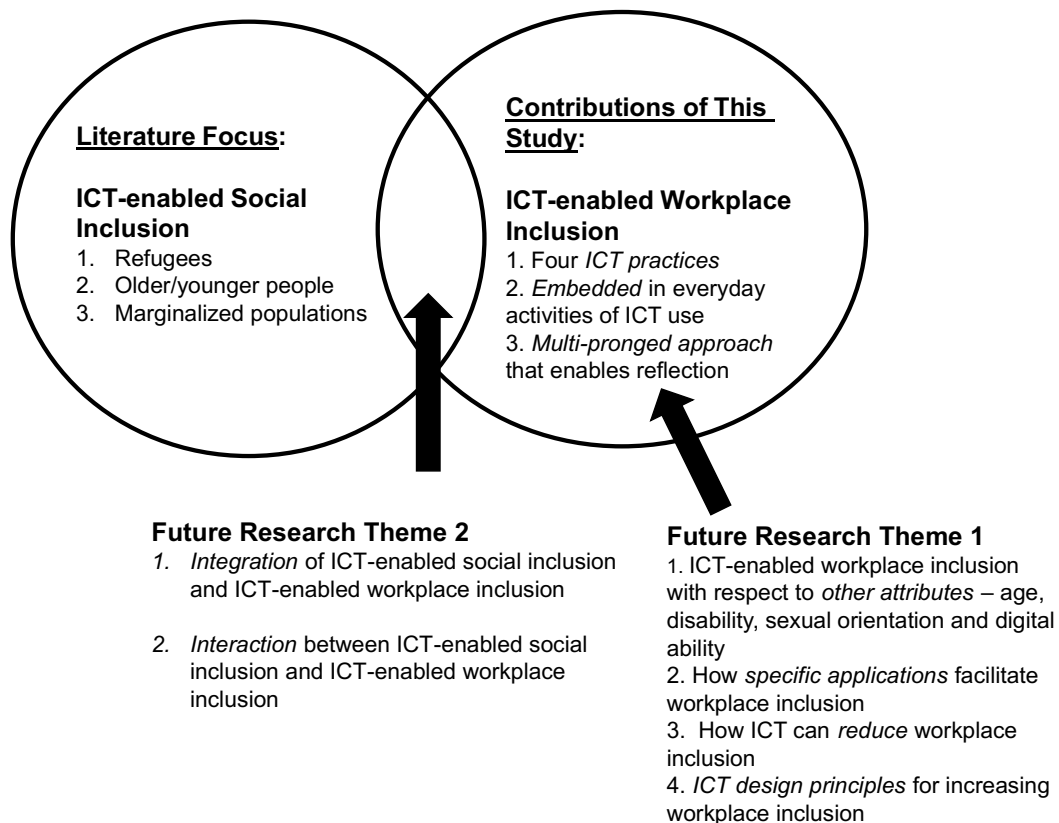 Literature Focus:
ICT-enabled Social
Inclusion
1. Refugees
2. Older/younger people
3. Marginalized populations
Contributions of This
Study:
ICT-enabled Workplace
Inclusion
1. Four ICT practices
2. Embedded in everyday
activities of ICT use
3. Multi-pronged approach
that enables reflection
Future Research Theme 2
1. Integration of ICT-enabled social inclusion
and ICT-enabled workplace inclusion
2. Interaction between ICT-enabled social
inclusion and ICT-enabled workplace
inclusion
Future Research Theme 1
1. ICT-enabled workplace inclusion
with respect to other attributes – age,
disability, sexual orientation and digital
ability
2. How specific applications facilitate
workplace inclusion
3. How ICT can reduce workplace
inclusion
4. ICT design principles for increasing
workplace inclusion